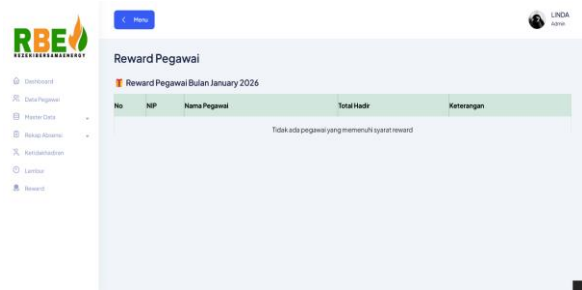 RBE
REZEKIBERSAMAENERGY
Menu
LINDA
Admin
Reward Pegawai
Reward Pegawai Bulan January 2026
No NIP Nama Pegawai Total Hadir Keterangan
Tidak ada pegawai yang memenuhi syarat reward
Dashboard
Data Pegawai
Master Data
Rekap Absensi
Ketidakhadiran
Lembur
Reward